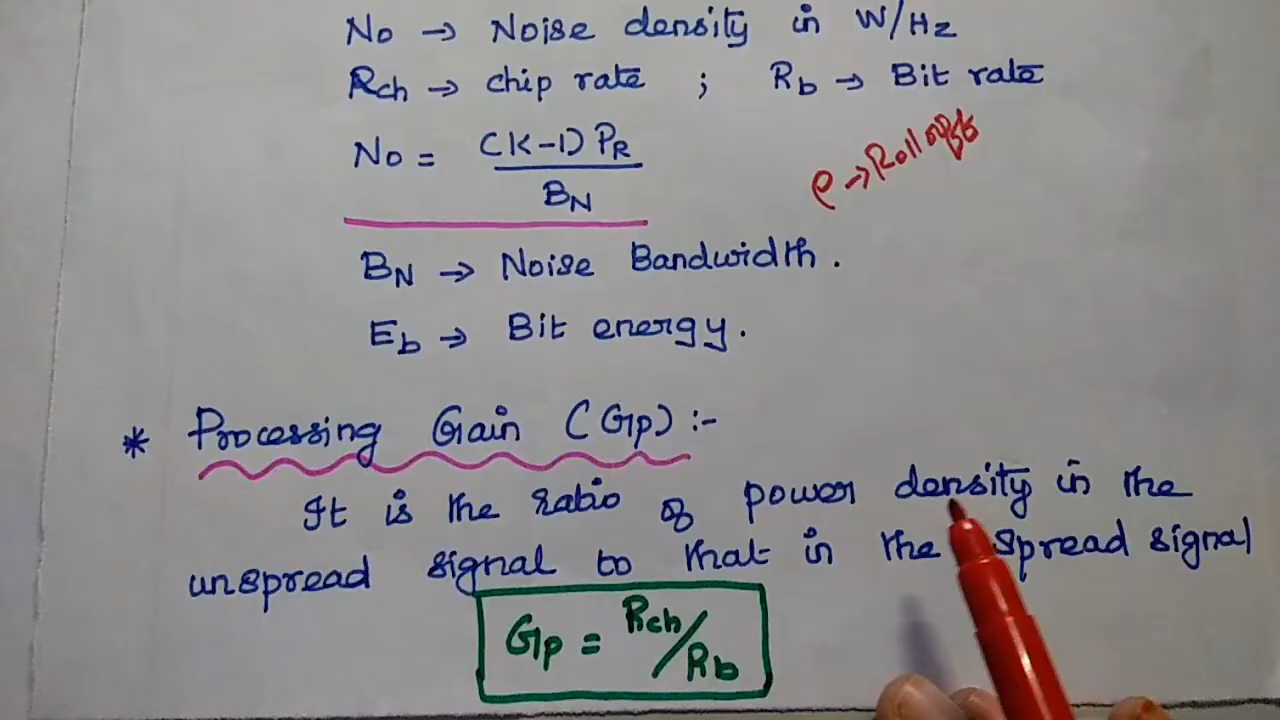 No → Noise density in W/Hz
Rch → chip rate ; Rb → Bit rate
No = (K-1) PR / BN
ρ → Roll off
BN → Noise Bandwidth.
Eb → Bit energy.
* Processing Gain (Gp) :-
It is the ratio of power density in the
unspread signal to that in the spread signal
Gp = Rch/Rb